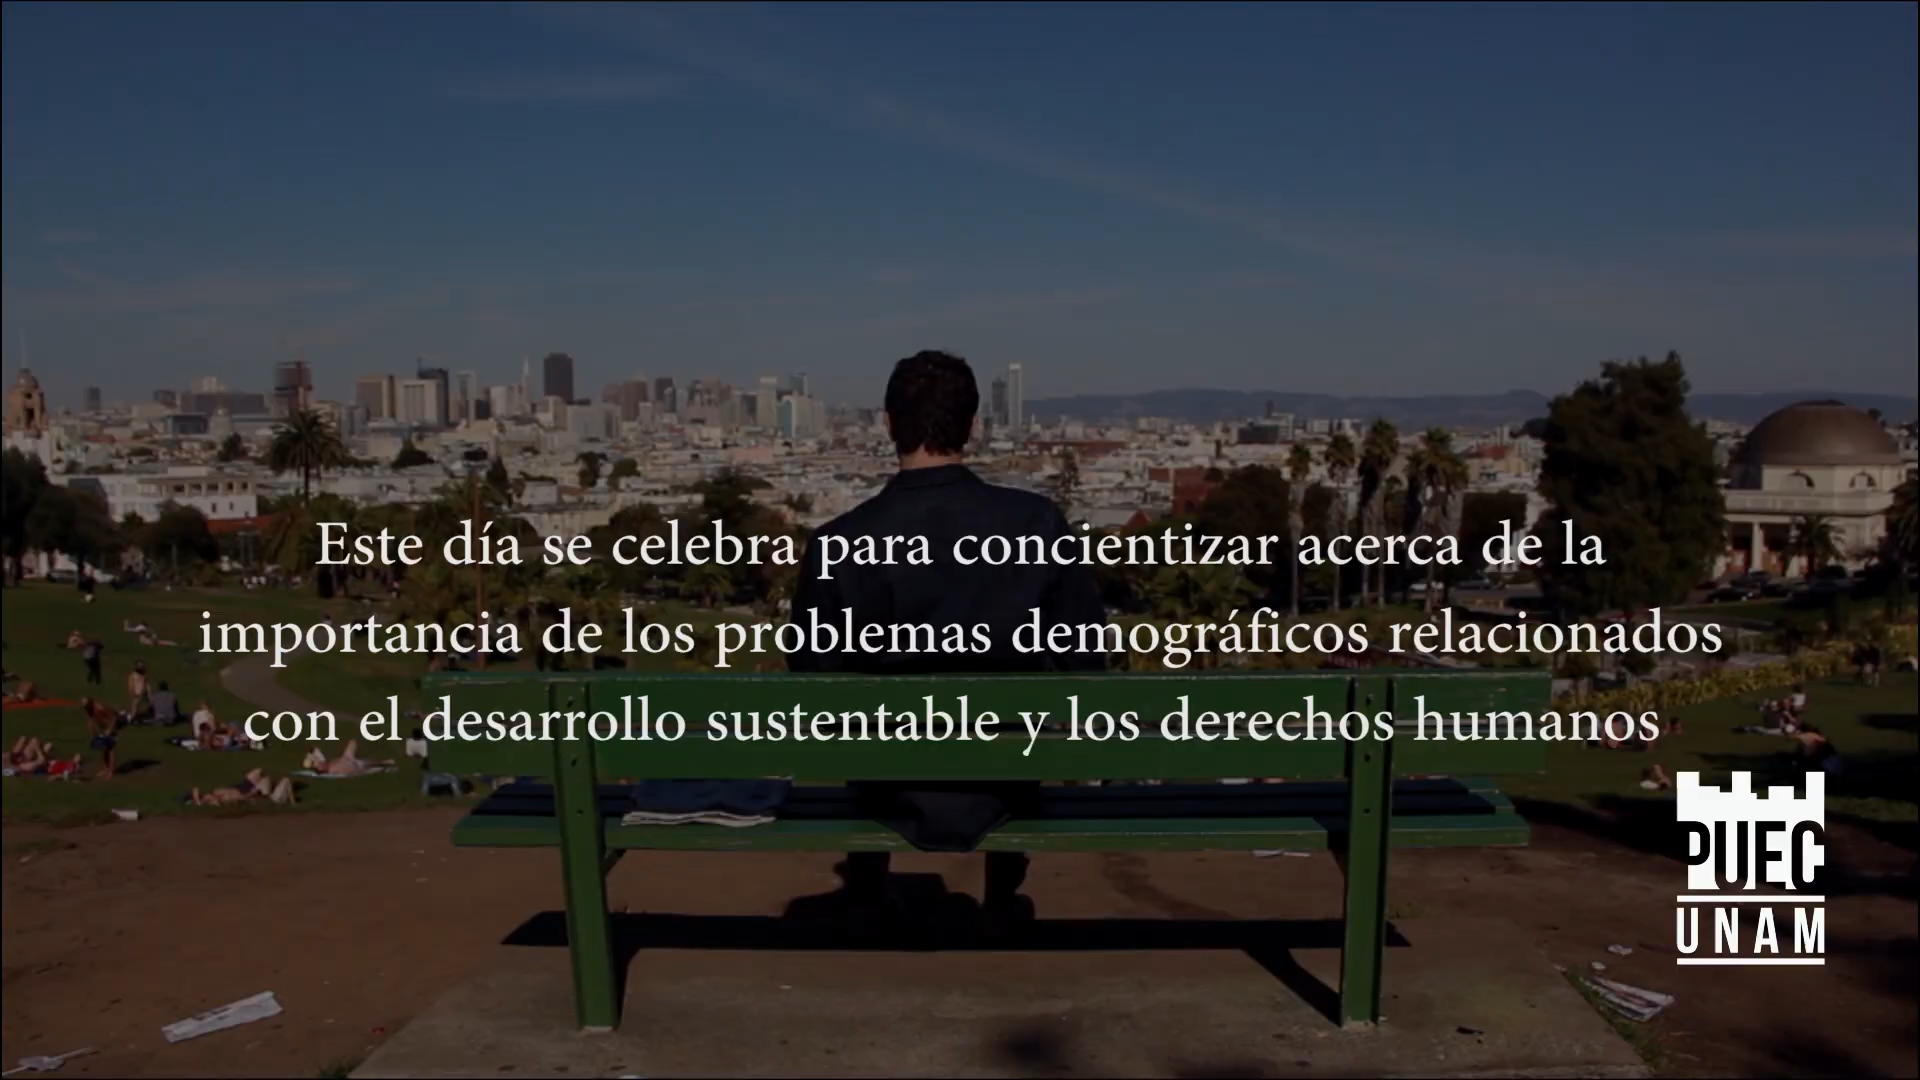 Este día se celebra para concientizar acerca de la
importancia de los problemas demográficos relacionados
con el desarrollo sustentable y los derechos humanos
PUEC
UNAM